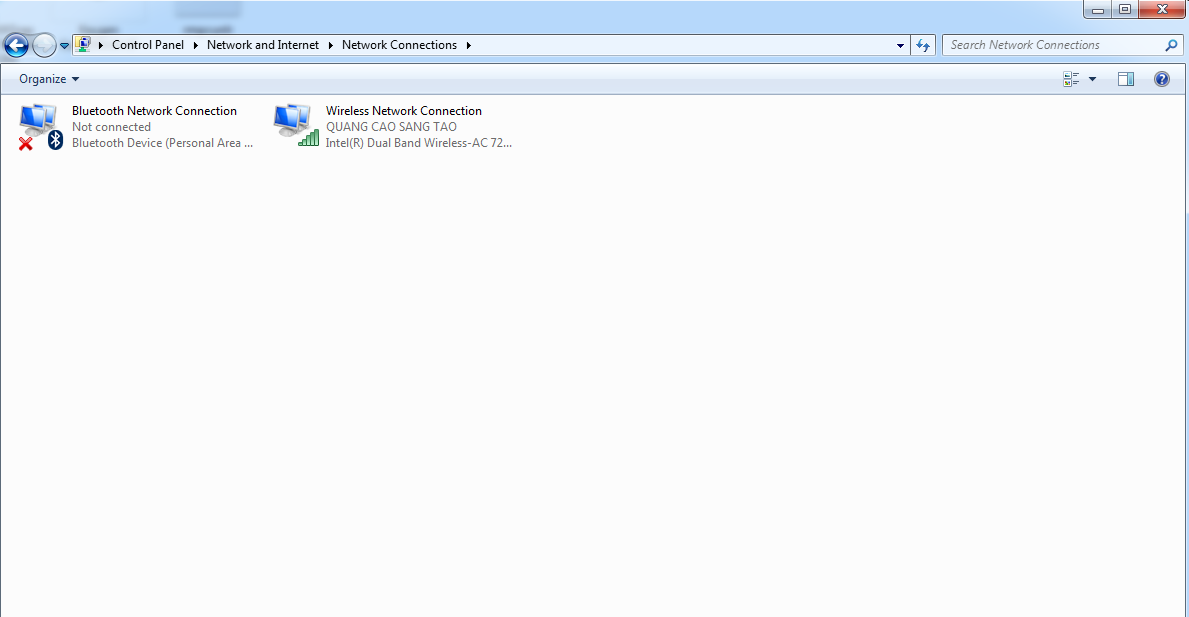 Control Panel Network and Internet Network Connections
Search Network Connections
Organize
Bluetooth Network Connection
Not connected
Bluetooth Device (Personal Area ...
Wireless Network Connection
QUANG CAO SANG TAO
Intel(R) Dual Band Wireless-AC 72...